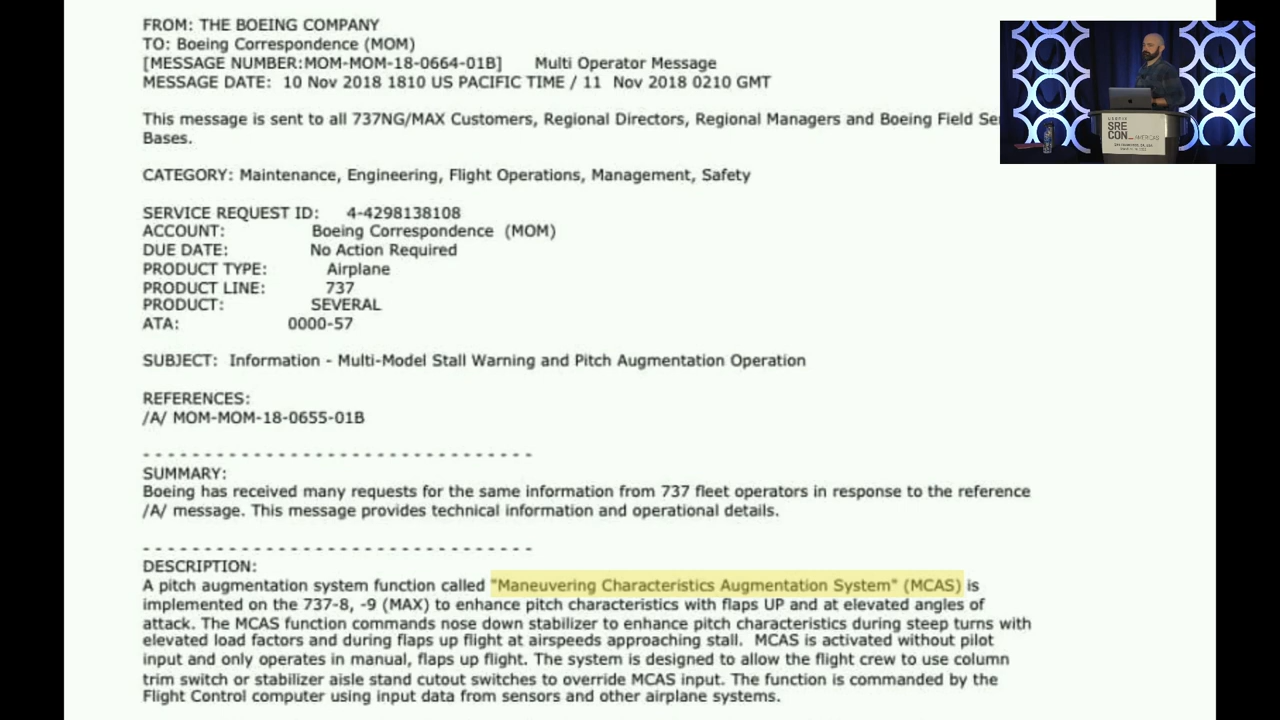 FROM: THE BOEING COMPANY
TO: Boeing Correspondence (MOM)
[MESSAGE NUMBER:MOM-MOM-18-0664-01B] Multi Operator Message
MESSAGE DATE: 10 Nov 2018 1810 US PACIFIC TIME / 11 Nov 2018 0210 GMT
This message is sent to all 737NG/MAX Customers, Regional Directors, Regional Managers and Boeing Field
Bases.
CATEGORY: Maintenance, Engineering, Flight Operations, Management, Safety
SERVICE REQUEST ID: 4-4298138108
ACCOUNT: Boeing Correspondence (MOM)
DUE DATE: No Action Required
PRODUCT TYPE: Airplane
PRODUCT LINE: 737
PRODUCT: SEVERAL
ATA: 0000-57
SUBJECT: Information - Multi-Model Stall Warning and Pitch Augmentation Operation
REFERENCES:
/A/ MOM-MOM-18-0655-01B
- - - - - - - - - - - - - - - - - - - - - - - - - - - - - - - -
SUMMARY:
Boeing has received many requests for the same information from 737 fleet operators in response to the reference
/A/ message. This message provides technical information and operational details.
- - - - - - - - - - - - - - - - - - - - - - - - - - - - - - - -
DESCRIPTION:
A pitch augmentation system function called "Maneuvering Characteristics Augmentation System" (MCAS) is
implemented on the 737-8, -9 (MAX) to enhance pitch characteristics with flaps UP and at elevated angles of
attack. The MCAS function commands nose down stabilizer to enhance pitch characteristics during steep turns with
elevated load factors and during flaps up flight at airspeeds approaching stall. MCAS is activated without pilot
input and only operates in manual, flaps up flight. The system is designed to allow the flight crew to use column
trim switch or stabilizer aisle stand cutout switches to override MCAS input. The function is commanded by the
Flight Control computer using input data from sensors and other airplane systems.
SRE
CON
AMERICAS